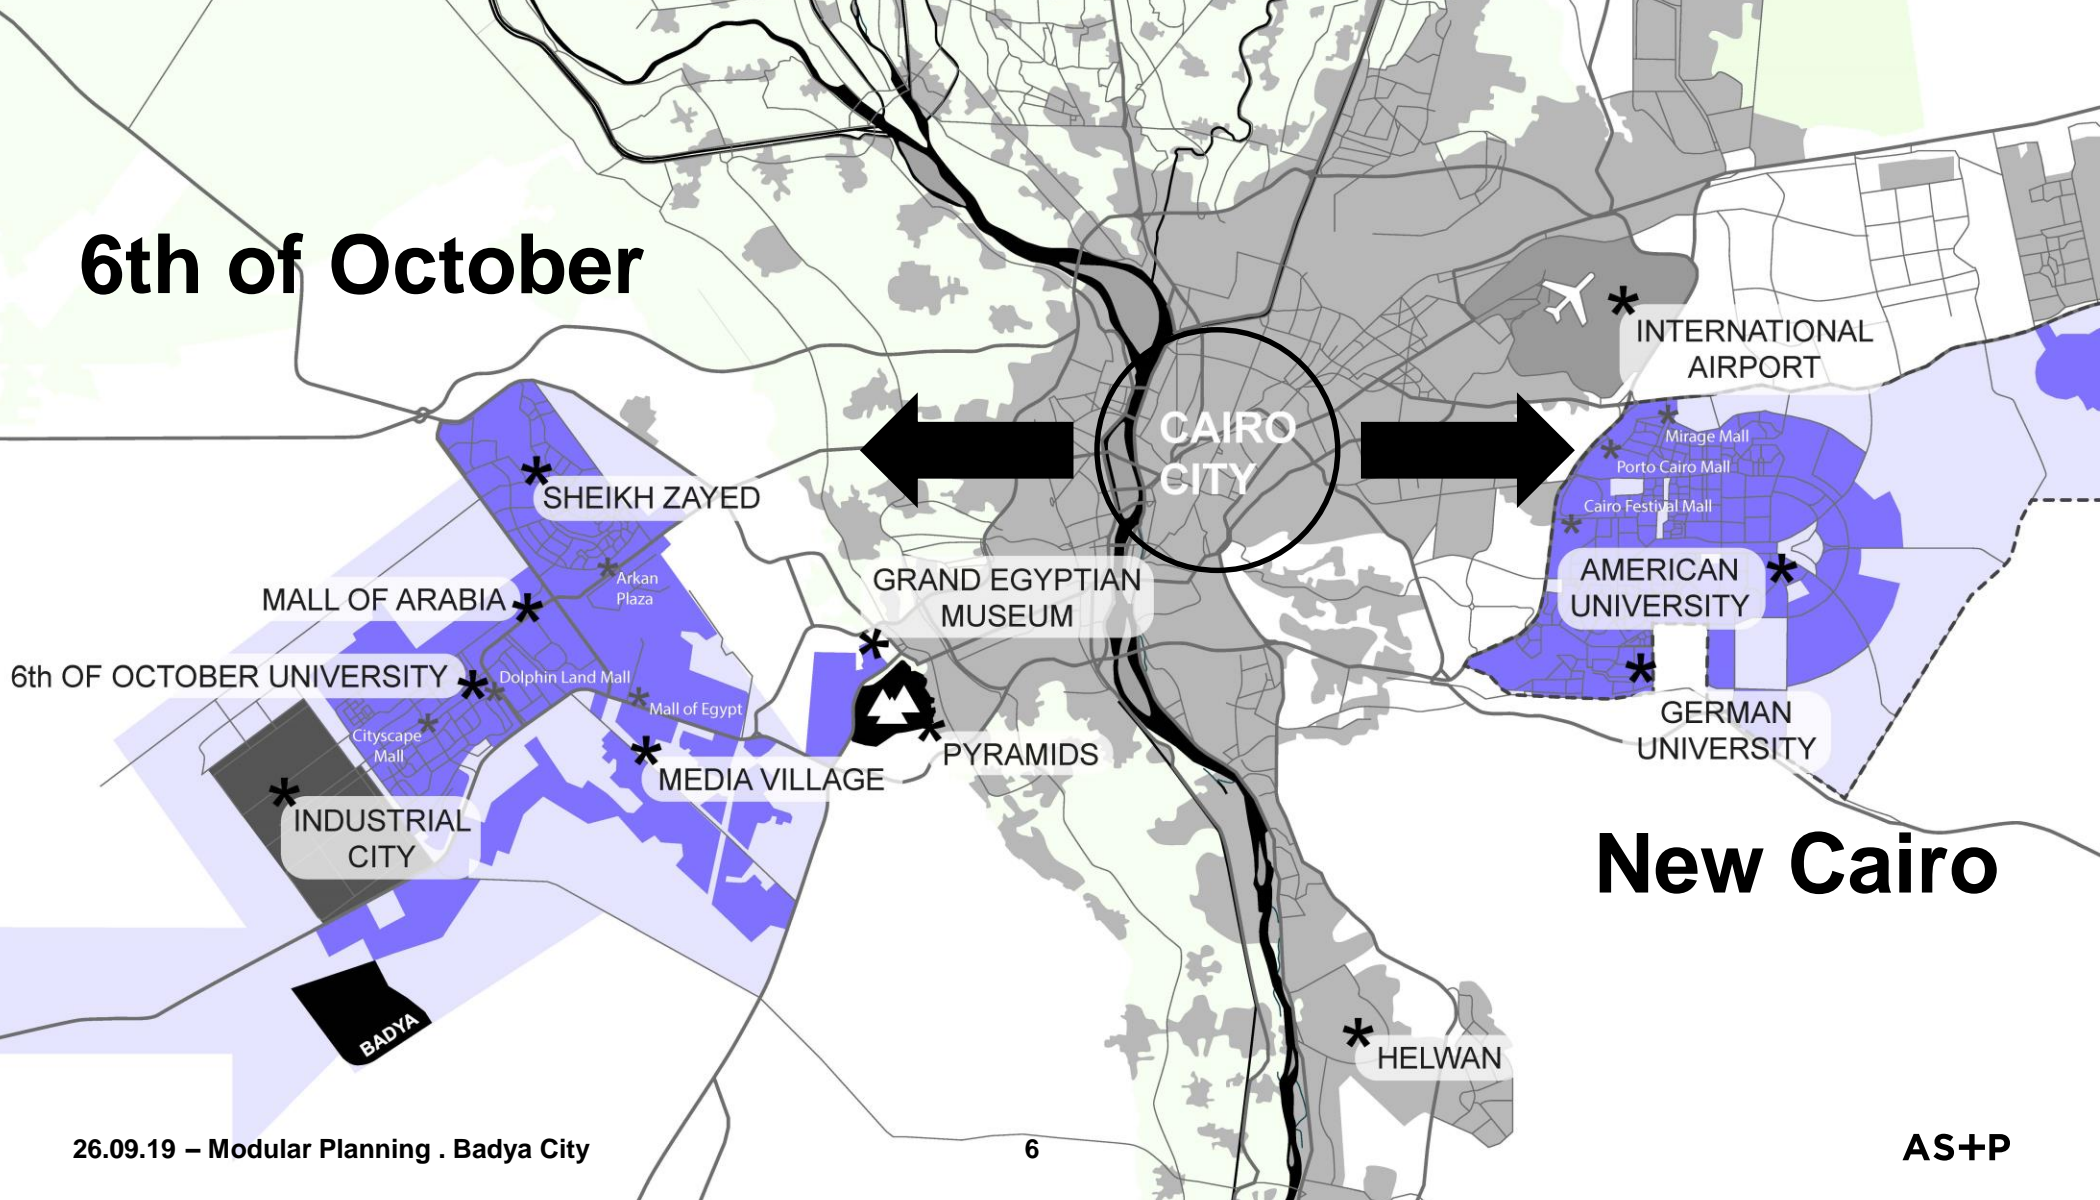 6th of October
INTERNATIONAL
AIRPORT
CAIRO
CITY
Mirage Mall
Porto Cairo Mall
Cairo Festival Mall
SHEIKH ZAYED
AMERICAN
UNIVERSITY
GRAND EGYPTIAN
MUSEUM
Arkan
Plaza
MALL OF ARABIA
6th OF OCTOBER UNIVERSITY
Dolphin Land Mall
Mall of Egypt
GERMAN
UNIVERSITY
Cityscape
Mall
PYRAMIDS
MEDIA VILLAGE
INDUSTRIAL
CITY
New Cairo
BADYA
HELWAN
26.09.19 – Modular Planning . Badya City
6
AS+P